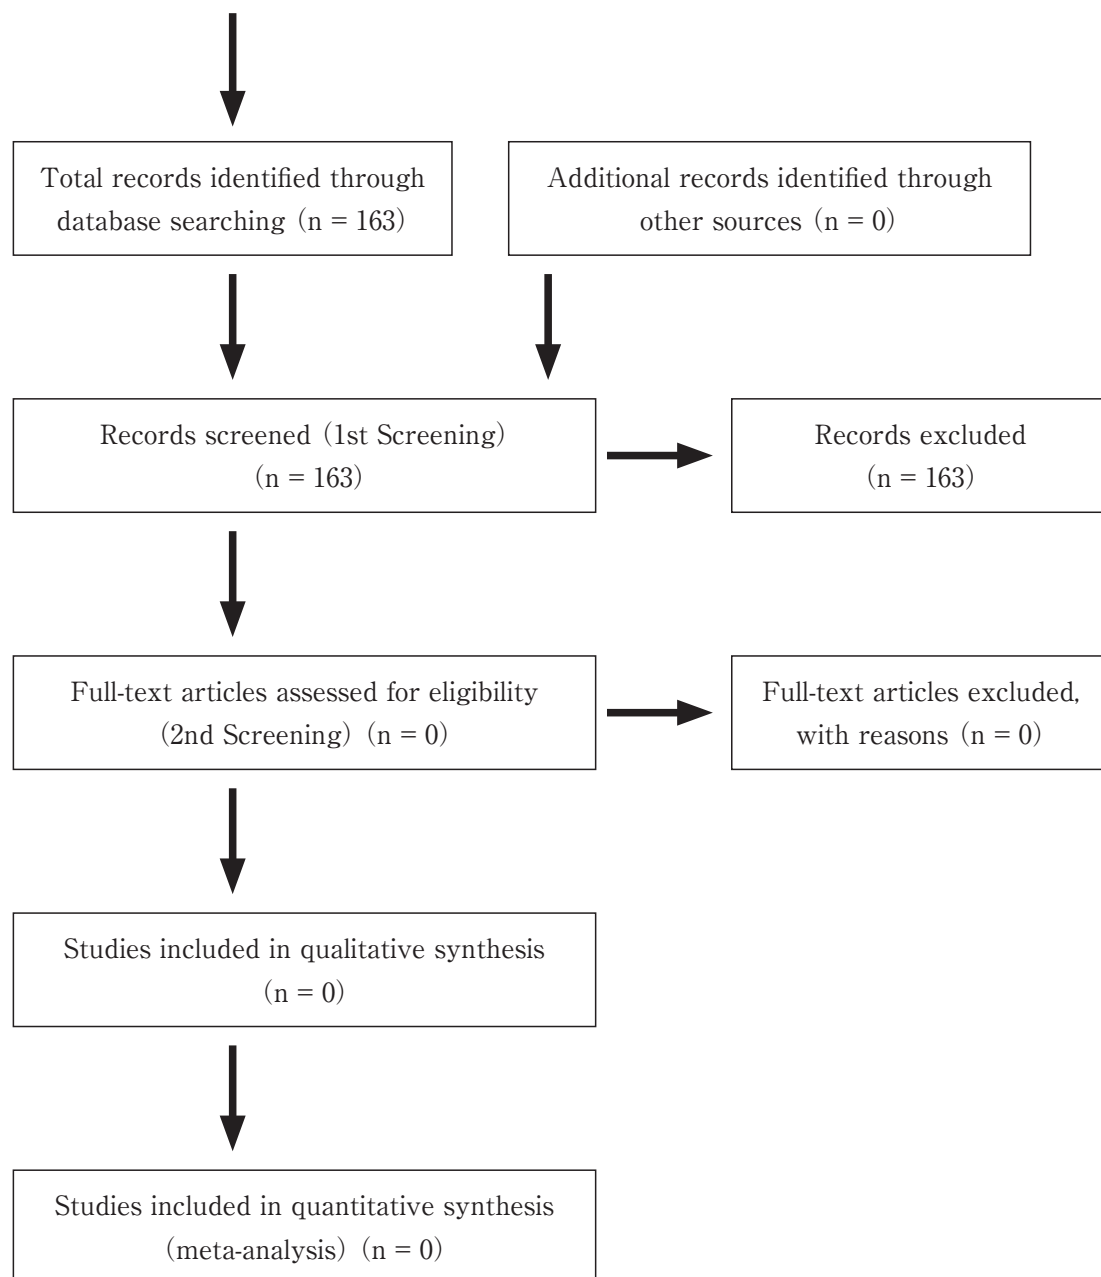 Total records identified through
database searching (n = 163)
Additional records identified through
other sources (n = 0)
Records screened (1st Screening)
(n = 163)
Records excluded
(n = 163)
Full-text articles assessed for eligibility
(2nd Screening) (n = 0)
Full-text articles excluded,
with reasons (n = 0)
Studies included in qualitative synthesis
(n = 0)
Studies included in quantitative synthesis
(meta-analysis) (n = 0)